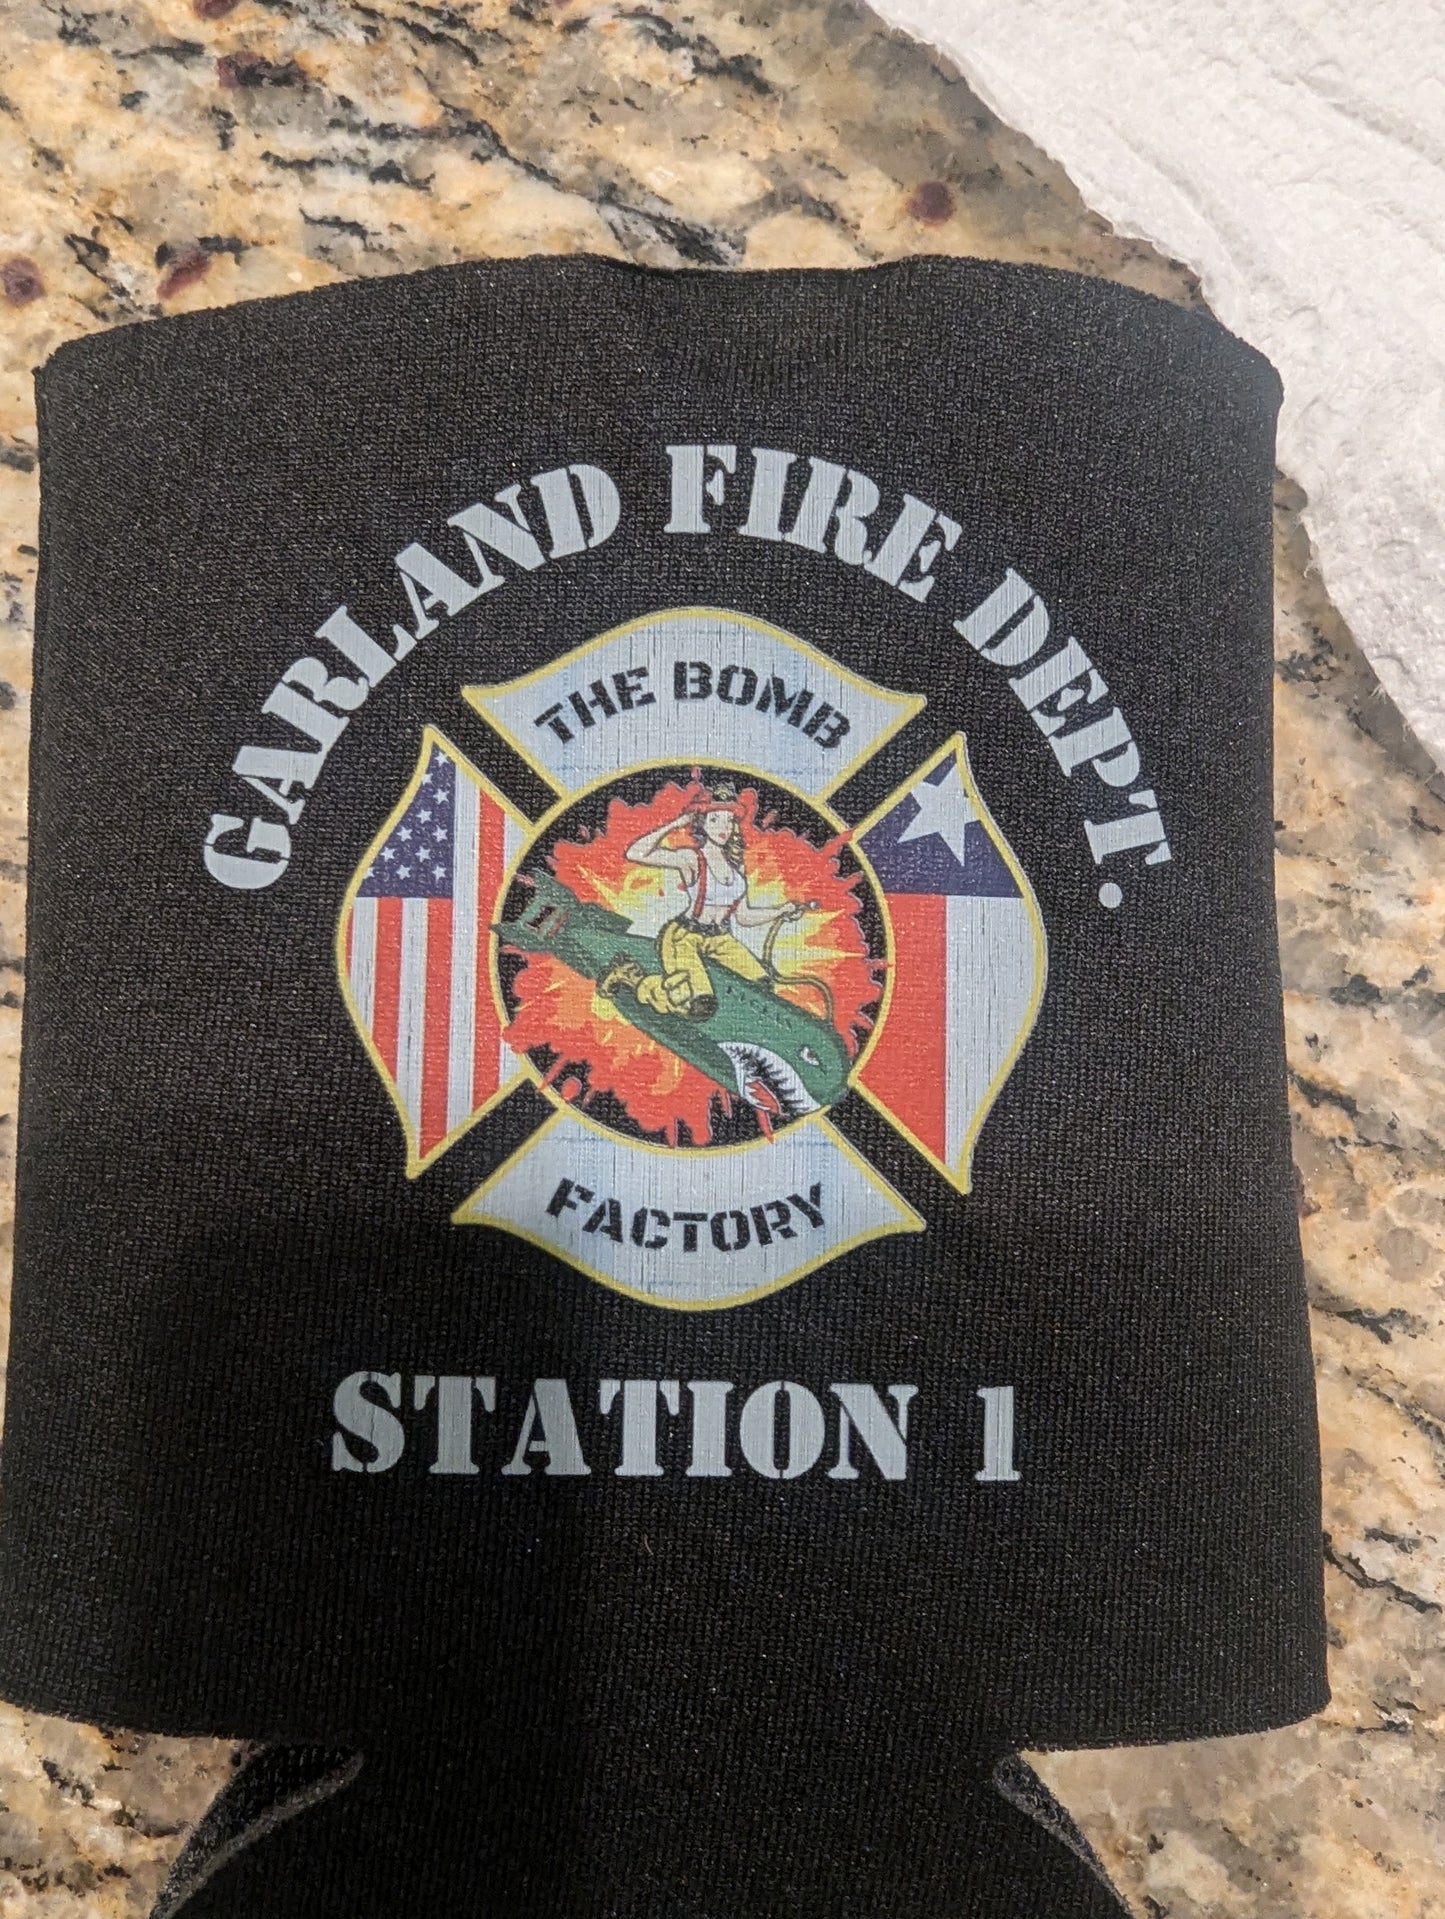 GARLAND FIRE DEPT.
THE BOMB
FACTORY
STATION 1